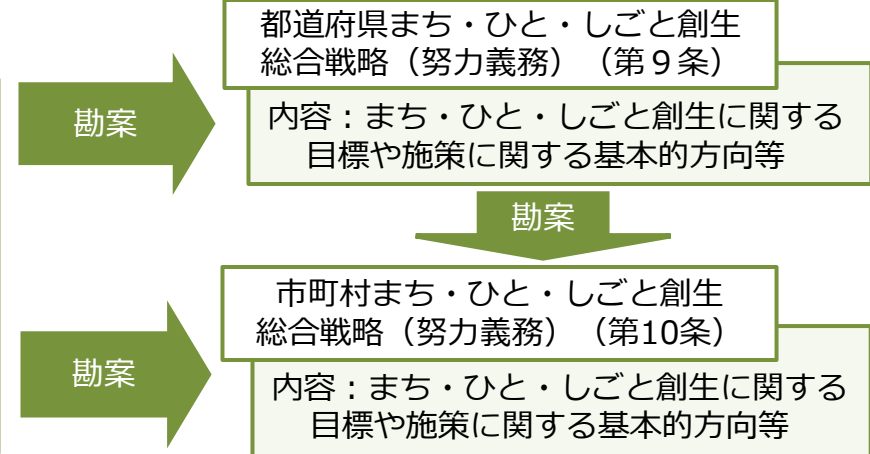 都道府県まち・ひと・しごと創生
総合戦略（努力義務）（第９条）
勘案
内容：まち・ひと・しごと創生に関する
目標や施策に関する基本的方向等
勘案
市町村まち・ひと・しごと創生
総合戦略（努力義務）（第10条）
勘案
内容：まち・ひと・しごと創生に関する
目標や施策に関する基本的方向等